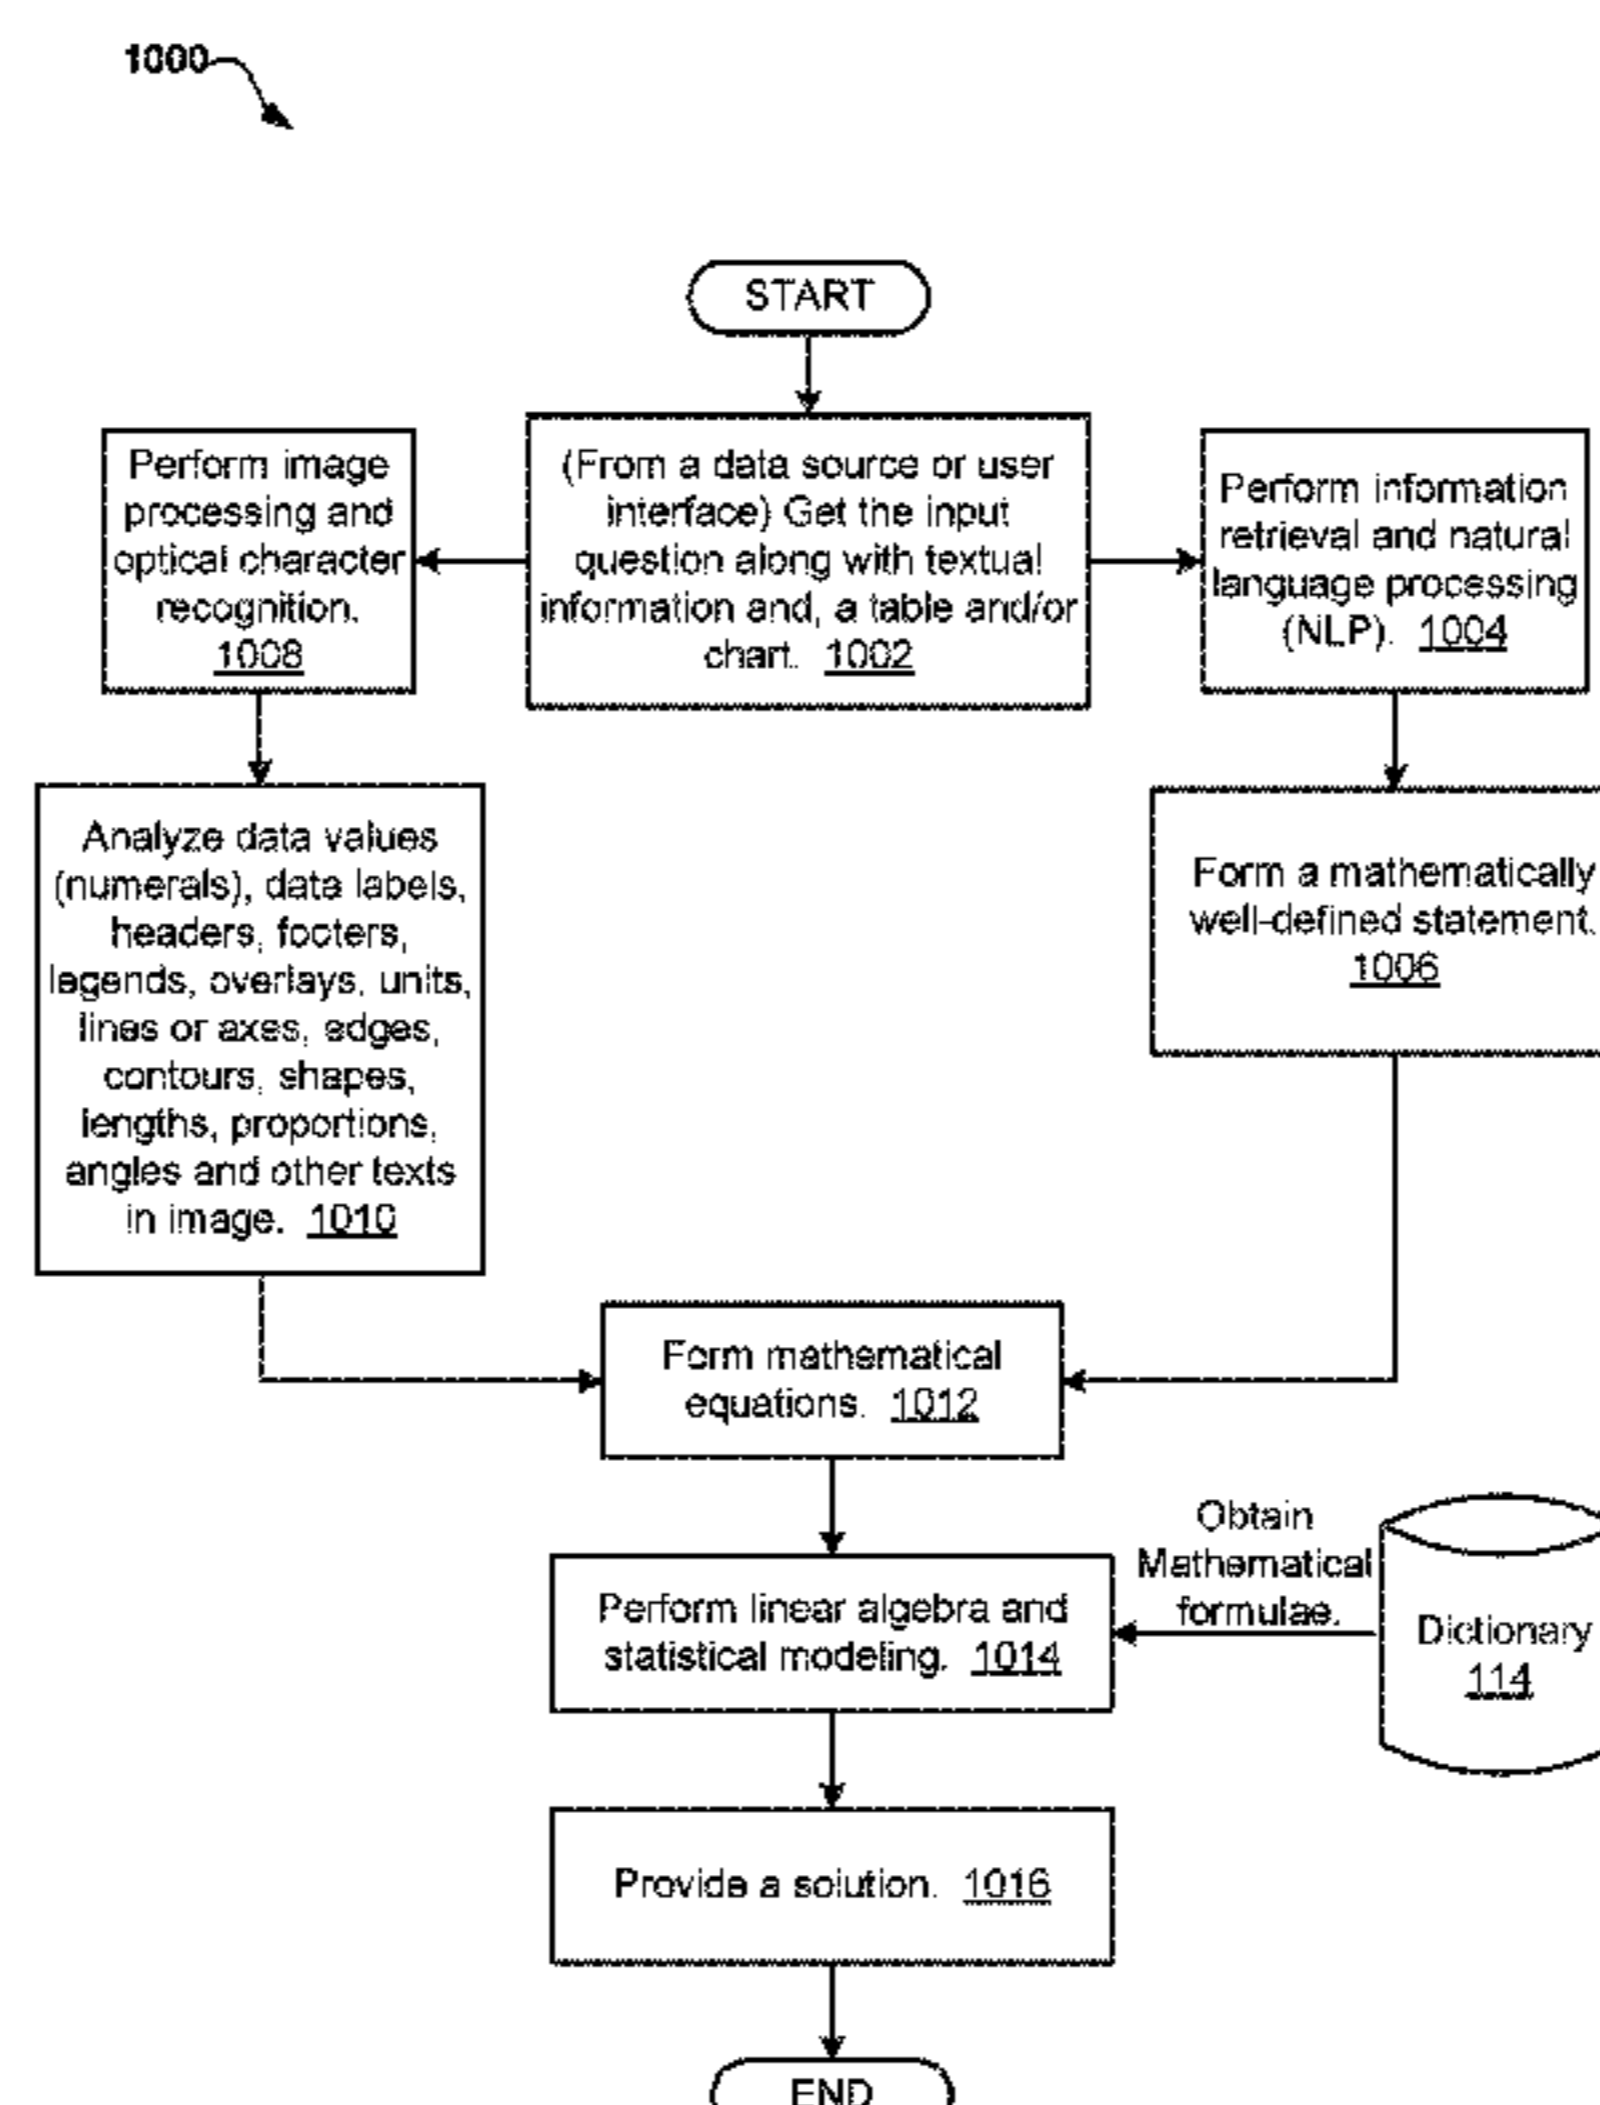 1000
START
(From a data source or user
interface) Get the input
question along with textual
information and, a table and/or
chart. 1002
Perform image
processing and
optical character
recognition.
1008
Perform information
retrieval and natural
language processing
(NLP). 1004
Analyze data values
(numerals), data labels,
headers, footers,
legends, overlays, units,
lines or axes, edges,
contours, shapes,
lengths, proportions,
angles and other texts
in image. 1010
Form a mathematically
well-defined statement.
1006
Form mathematical
equations. 1012
Obtain
Mathematical
formulae.
Perform linear algebra and
statistical modeling. 1014
Dictionary
114
Provide a solution. 1016
END